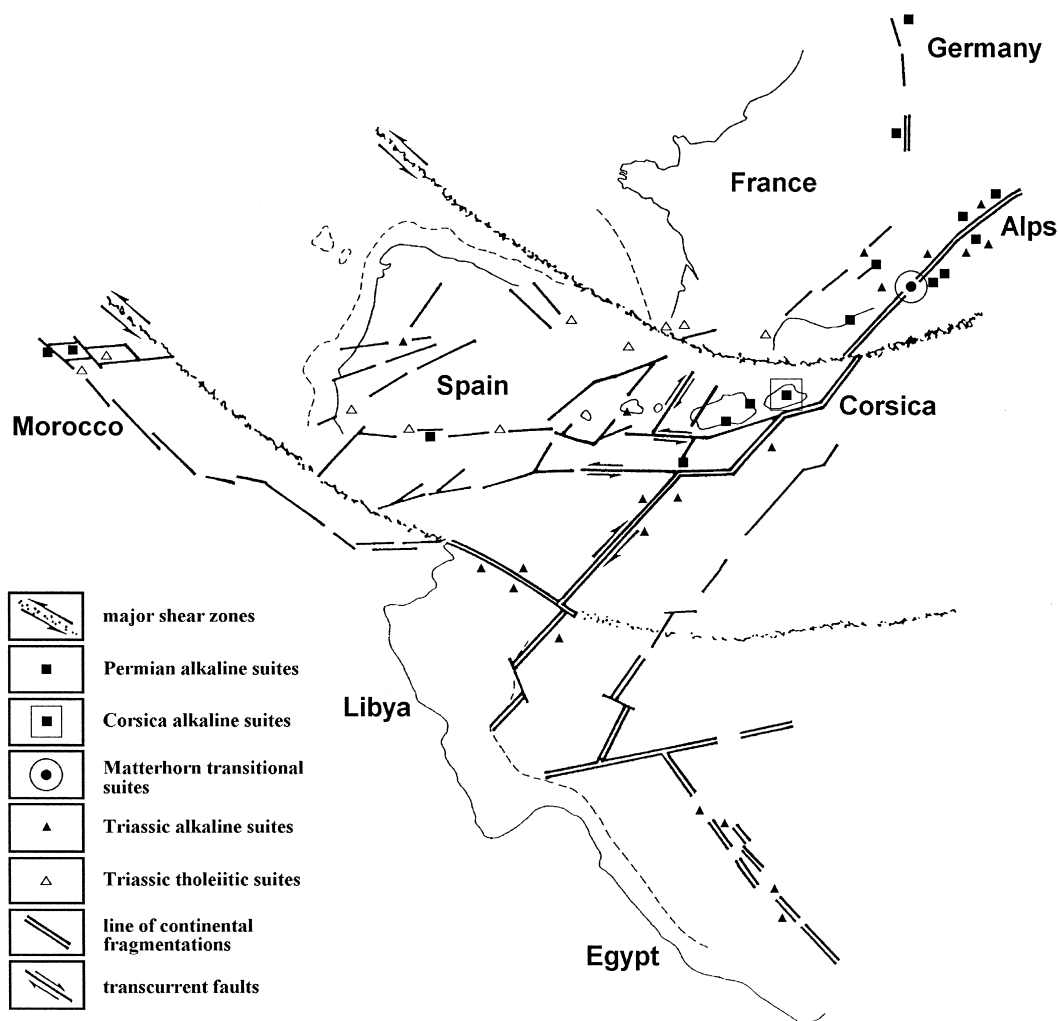 Germany
France
Alps
Spain
Corsica
Morocco
Libya
Egypt
major shear zones
Permian alkaline suites
Corsica alkaline suites
Matterhorn transitional
suites
Triassic alkaline suites
Triassic tholeiitic suites
line of continental
fragmentations
transcurrent faults